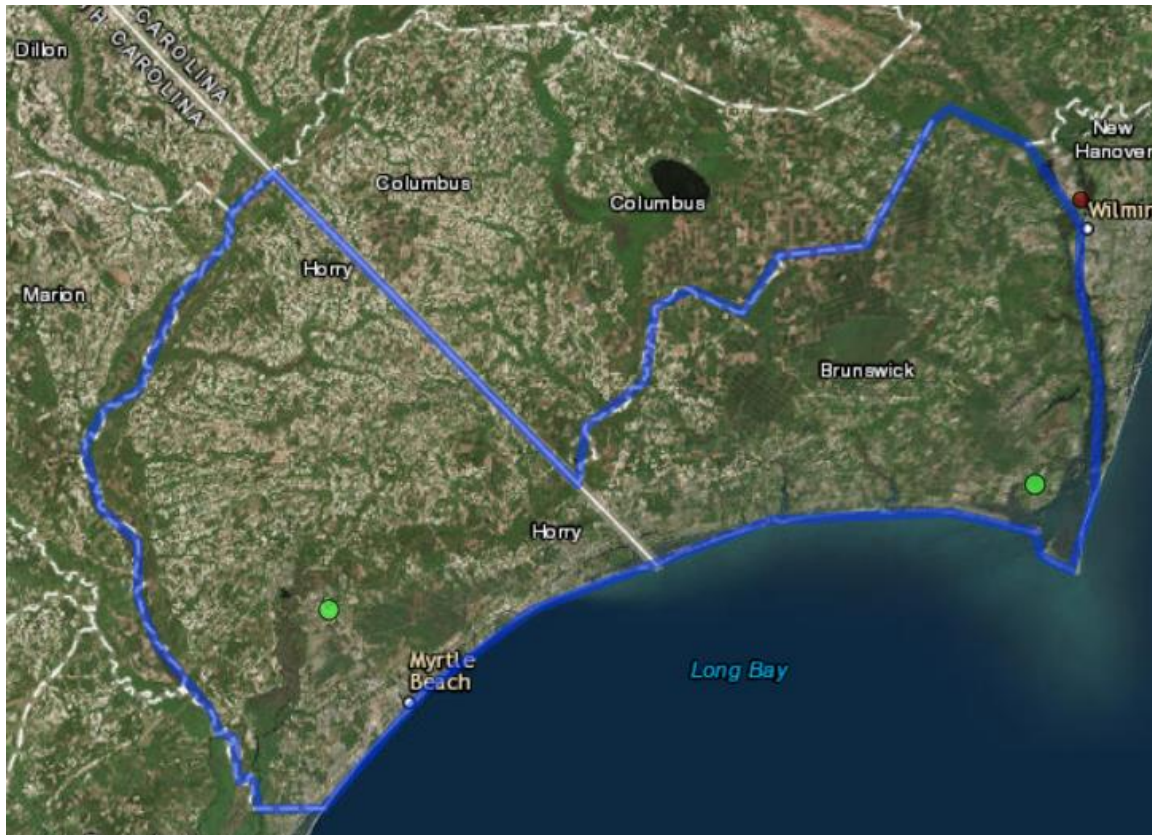 CAROLINA
CAROLINA
Dillon
New
Hanover
Columbus
Columbus
Wilmin
Horry
Marion
Brunswick
Horry
Myrtle
Beach
Long Bay